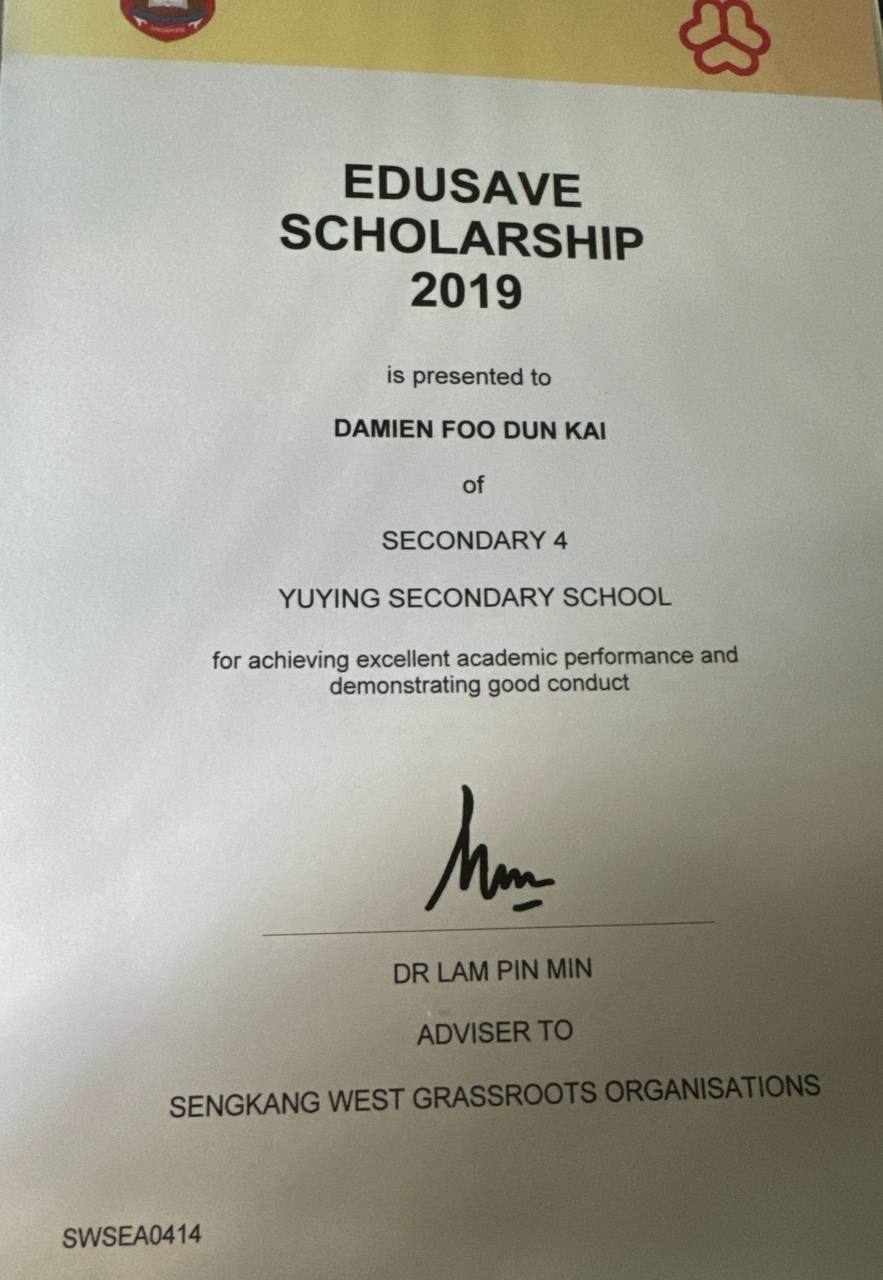 SINGAPORE
EDUSAVE
SCHOLARSHIP
2019
is presented to
DAMIEN FOO DUN KAI
of
SECONDARY 4
YUYING SECONDARY SCHOOL
for achieving excellent academic performance and
demonstrating good conduct
DR LAM PIN MIN
ADVISER TO
SENGKANG WEST GRASSROOTS ORGANISATIONS
SWSEA0414